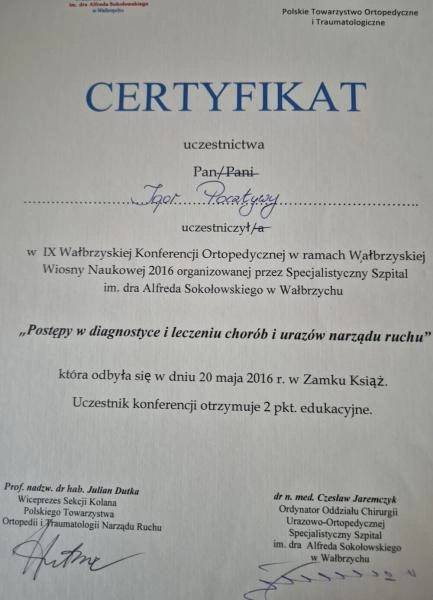 im. dra Alfreda Sokołowskiego
w Wałbrzychu
Polskie Towarzystwo Ortopedyczne
i Traumatologiczne
CERTYFIKAT
uczestnictwa
Pan/Pani
Igor Poczatywy
uczestniczył/a
w IX Wałbrzyskiej Konferencji Ortopedycznej w ramach Wałbrzyskiej
Wiosny Naukowej 2016 organizowanej przez Specjalistyczny Szpital
im. dra Alfreda Sokołowskiego w Wałbrzychu
„Postępy w diagnostyce i leczeniu chorób i urazów narządu ruchu”
która odbyła się w dniu 20 maja 2016 r. w Zamku Książ.
Uczestnik konferencji otrzymuje 2 pkt. edukacyjne.
Prof. nadzw. dr hab. Julian Dutka
Wiceprezes Sekcji Kolana
Polskiego Towarzystwa
Ortopedii i Traumatologii Narządu Ruchu
dr n. med. Czesław Jaremczyk
Ordynator Oddziału Chirurgii
Urazowo-Ortopedycznej
Specjalistyczny Szpital
im. dra Alfreda Sokołowskiego
w Wałbrzychu